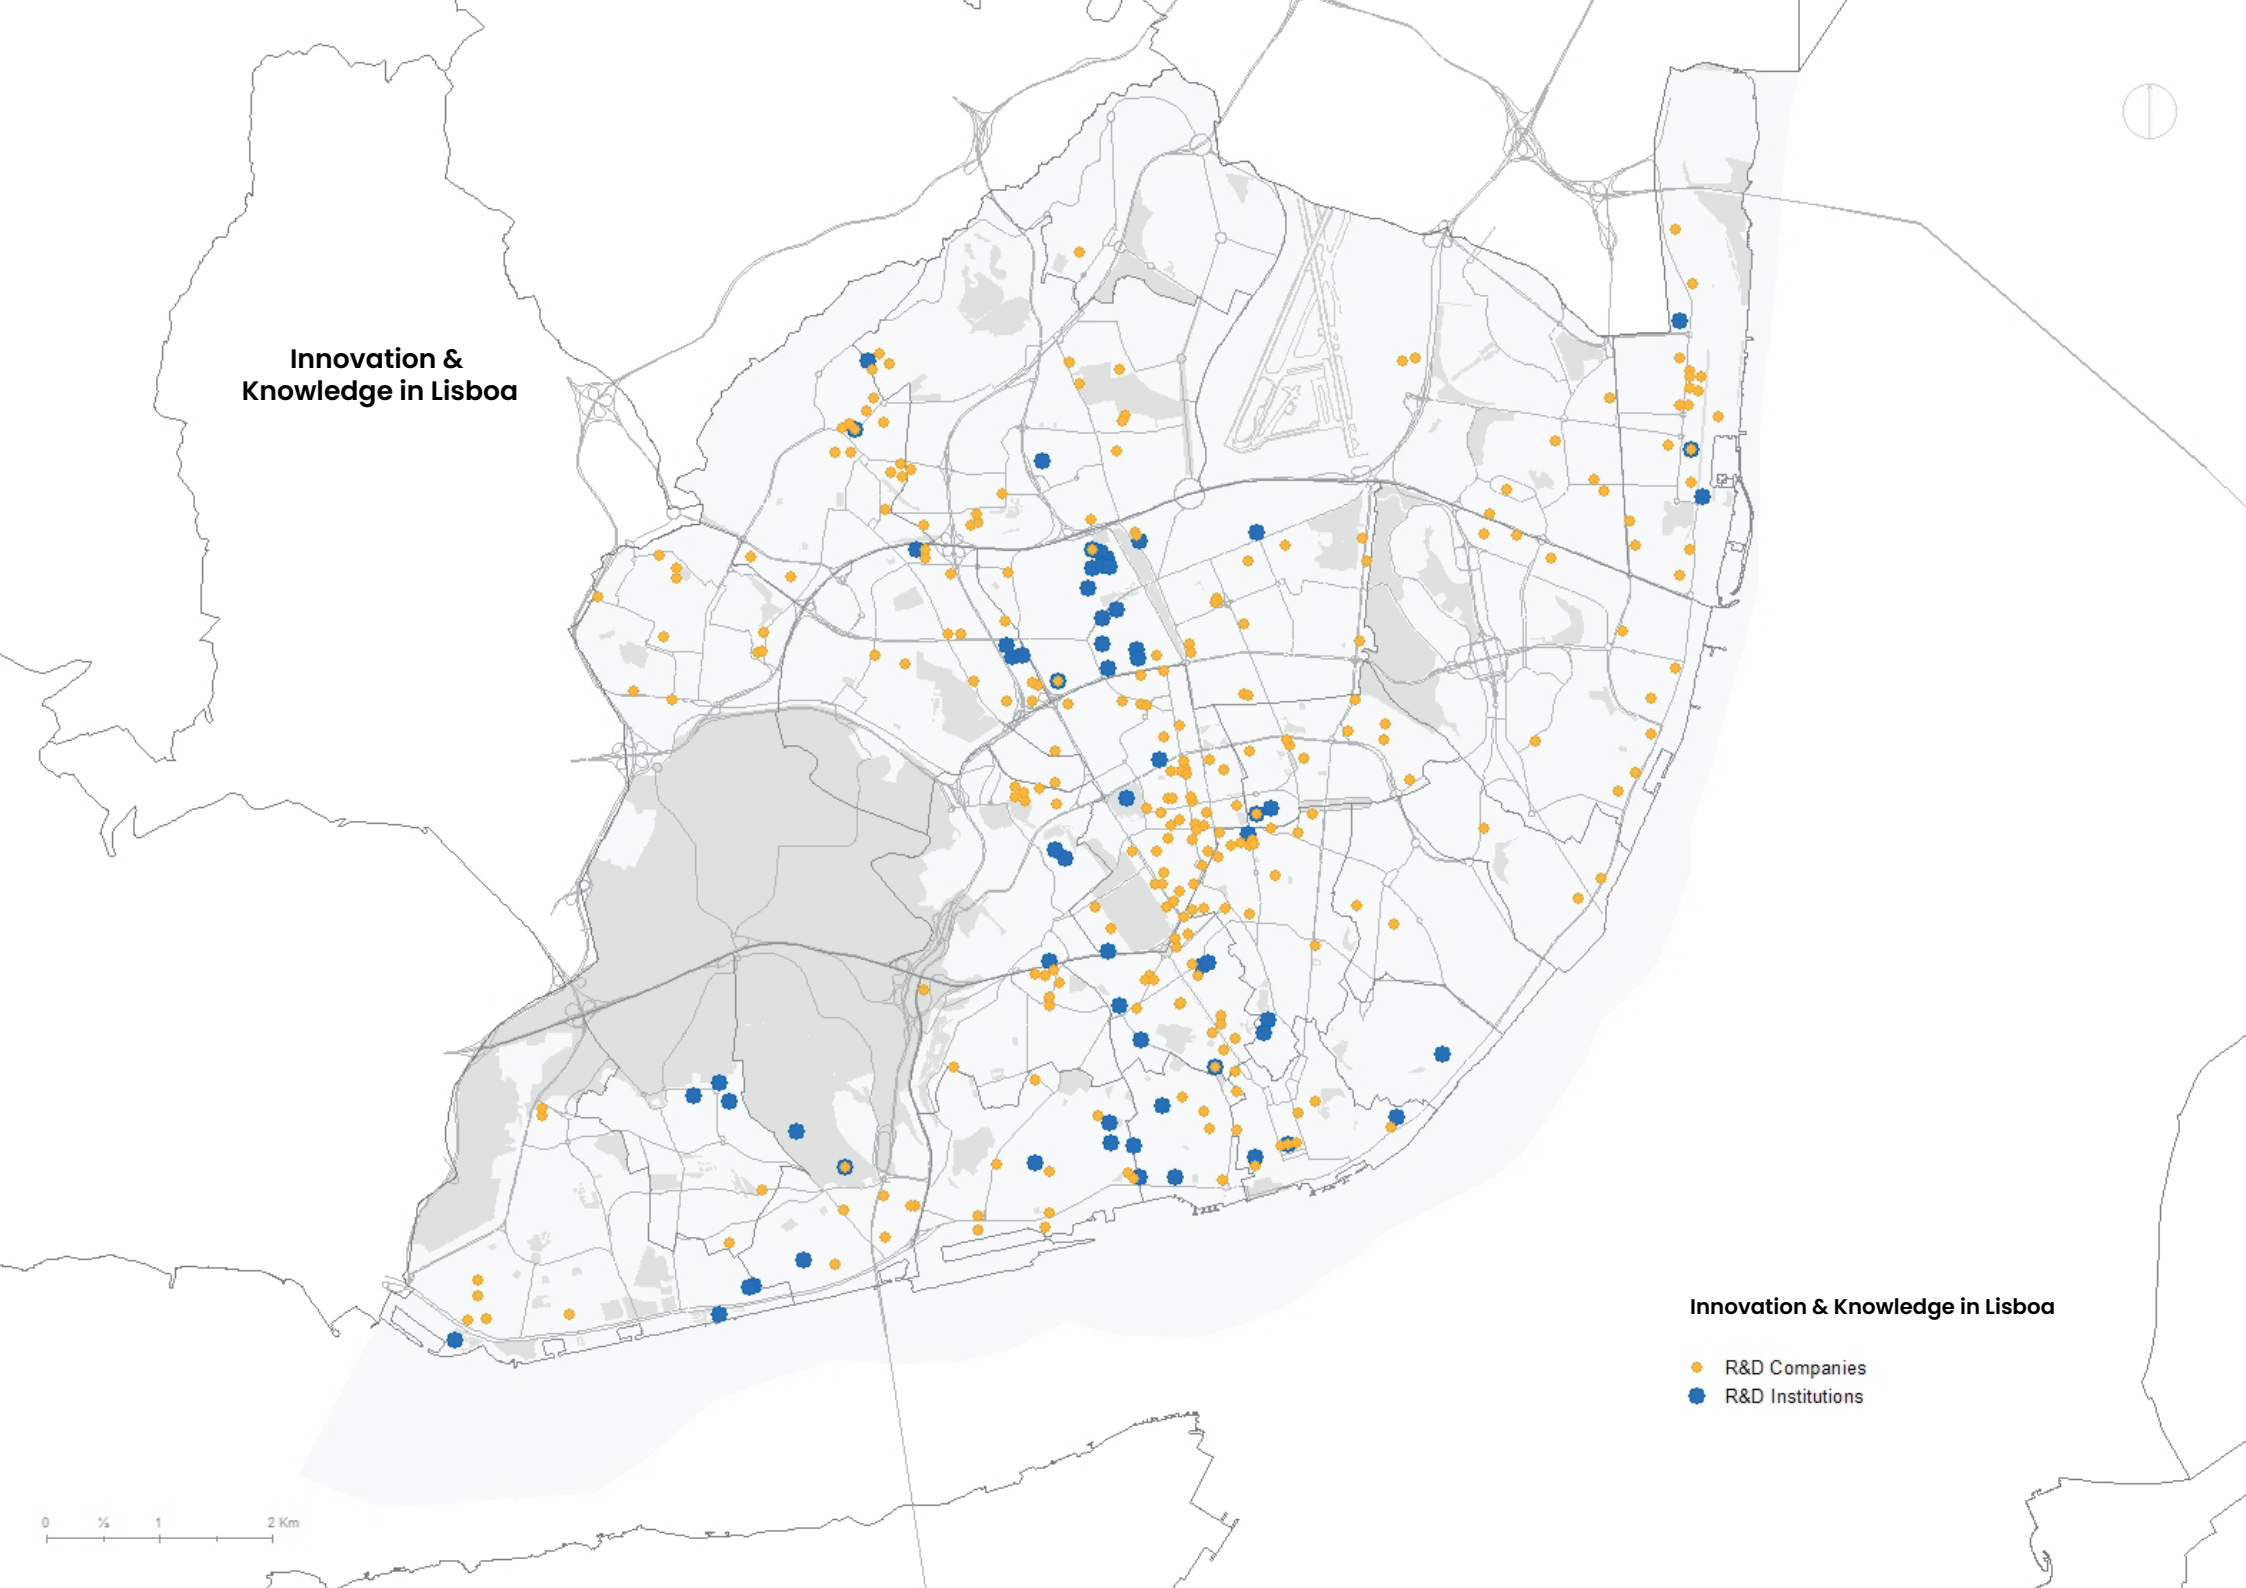 Innovation &
Knowledge in Lisboa
Innovation & Knowledge in Lisboa
R&D Companies
R&D Institutions
0 ½ 1 2 Km